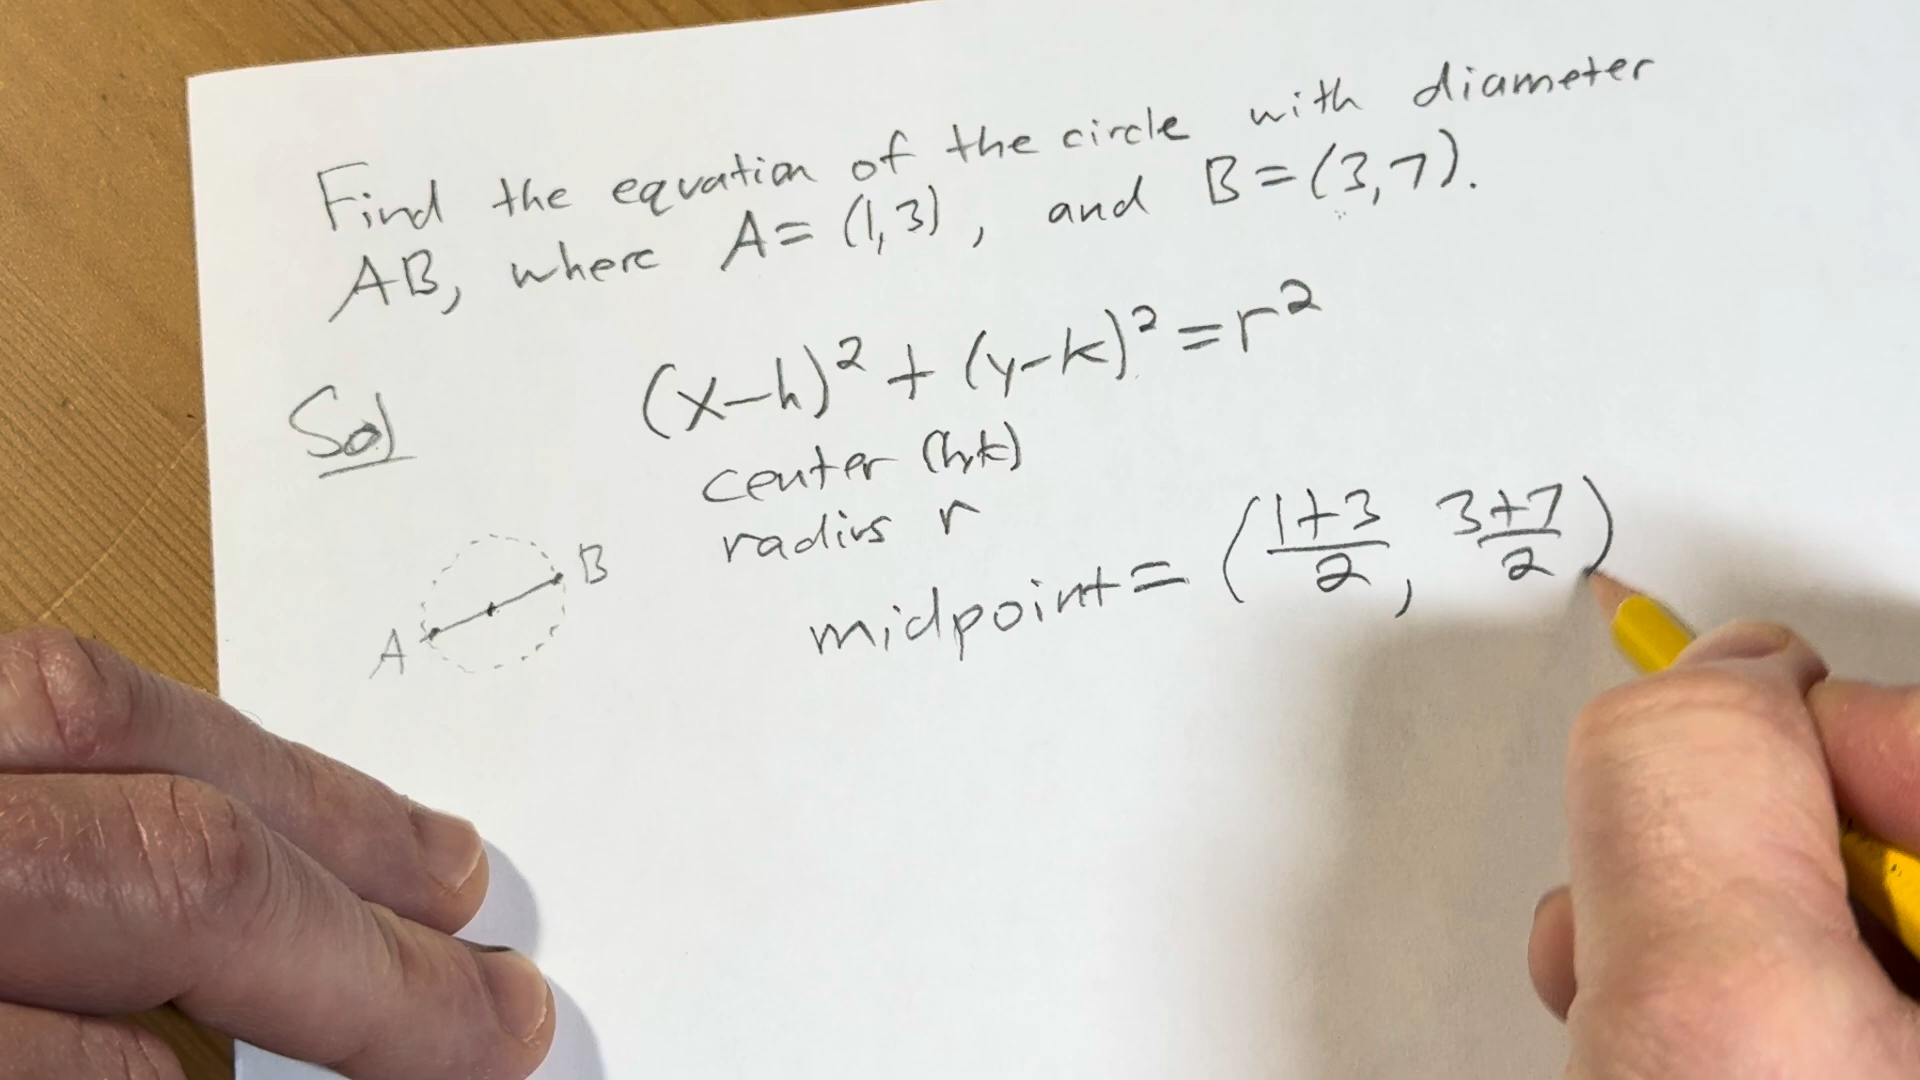 Find the equation of the circle with diameter
AB, where A = (1,3), and B = (3,7).
Sol
(x-h)² + (y-k)² = r²
center (h,k)
radius r
B
A
midpoint = (1+3/2, 3+7/2)